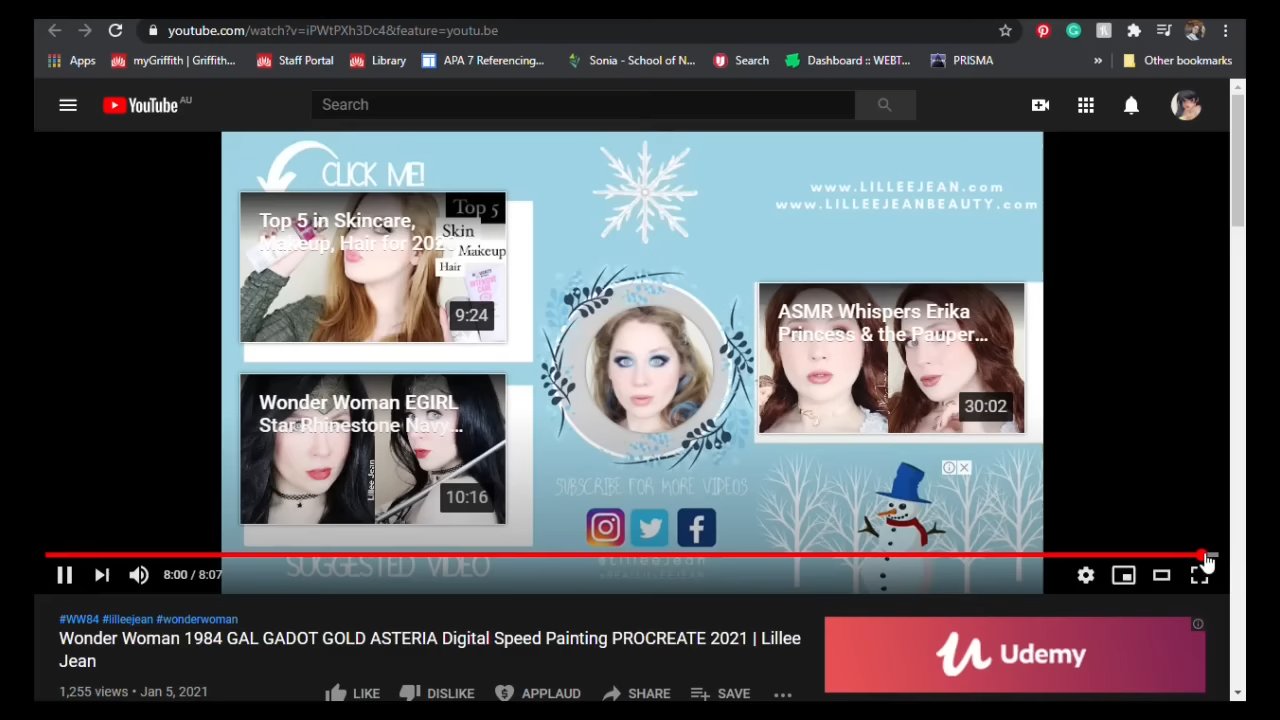 youtube.com/watch?v=iPWtPXh3Dc4&feature=youtu.be
Apps myGriffith | Griffith... Staff Portal Library APA 7 Referencing... Sonia - School of N... Search Dashboard :: WEBT... PRISMA » Other bookmarks
YouTube AU Search
CLICK ME!
www.LILLEEJEAN.com
www.LILLEEJEANBEAUTY.com
Top 5 in Skincare,
Makeup, Hair for 202
Top 5
Skin
Makeup
Hair
9:24
ASMR Whispers Erika
Princess & the Pauper...
30:02
Wonder Woman EGIRL
Star Rhinestone Navy...
Lillee Jean
10:16
SUBSCRIBE FOR MORE VIDEOS
@LilleeJean
SUGGESTED VIDEO
8:00 / 8:07
#WW84 #lilleejean #wonderwoman
Wonder Woman 1984 GAL GADOT GOLD ASTERIA Digital Speed Painting PROCREATE 2021 | Lillee
Jean
Udemy
1,255 views • Jan 5, 2021 LIKE DISLIKE APPLAUD SHARE SAVE ...